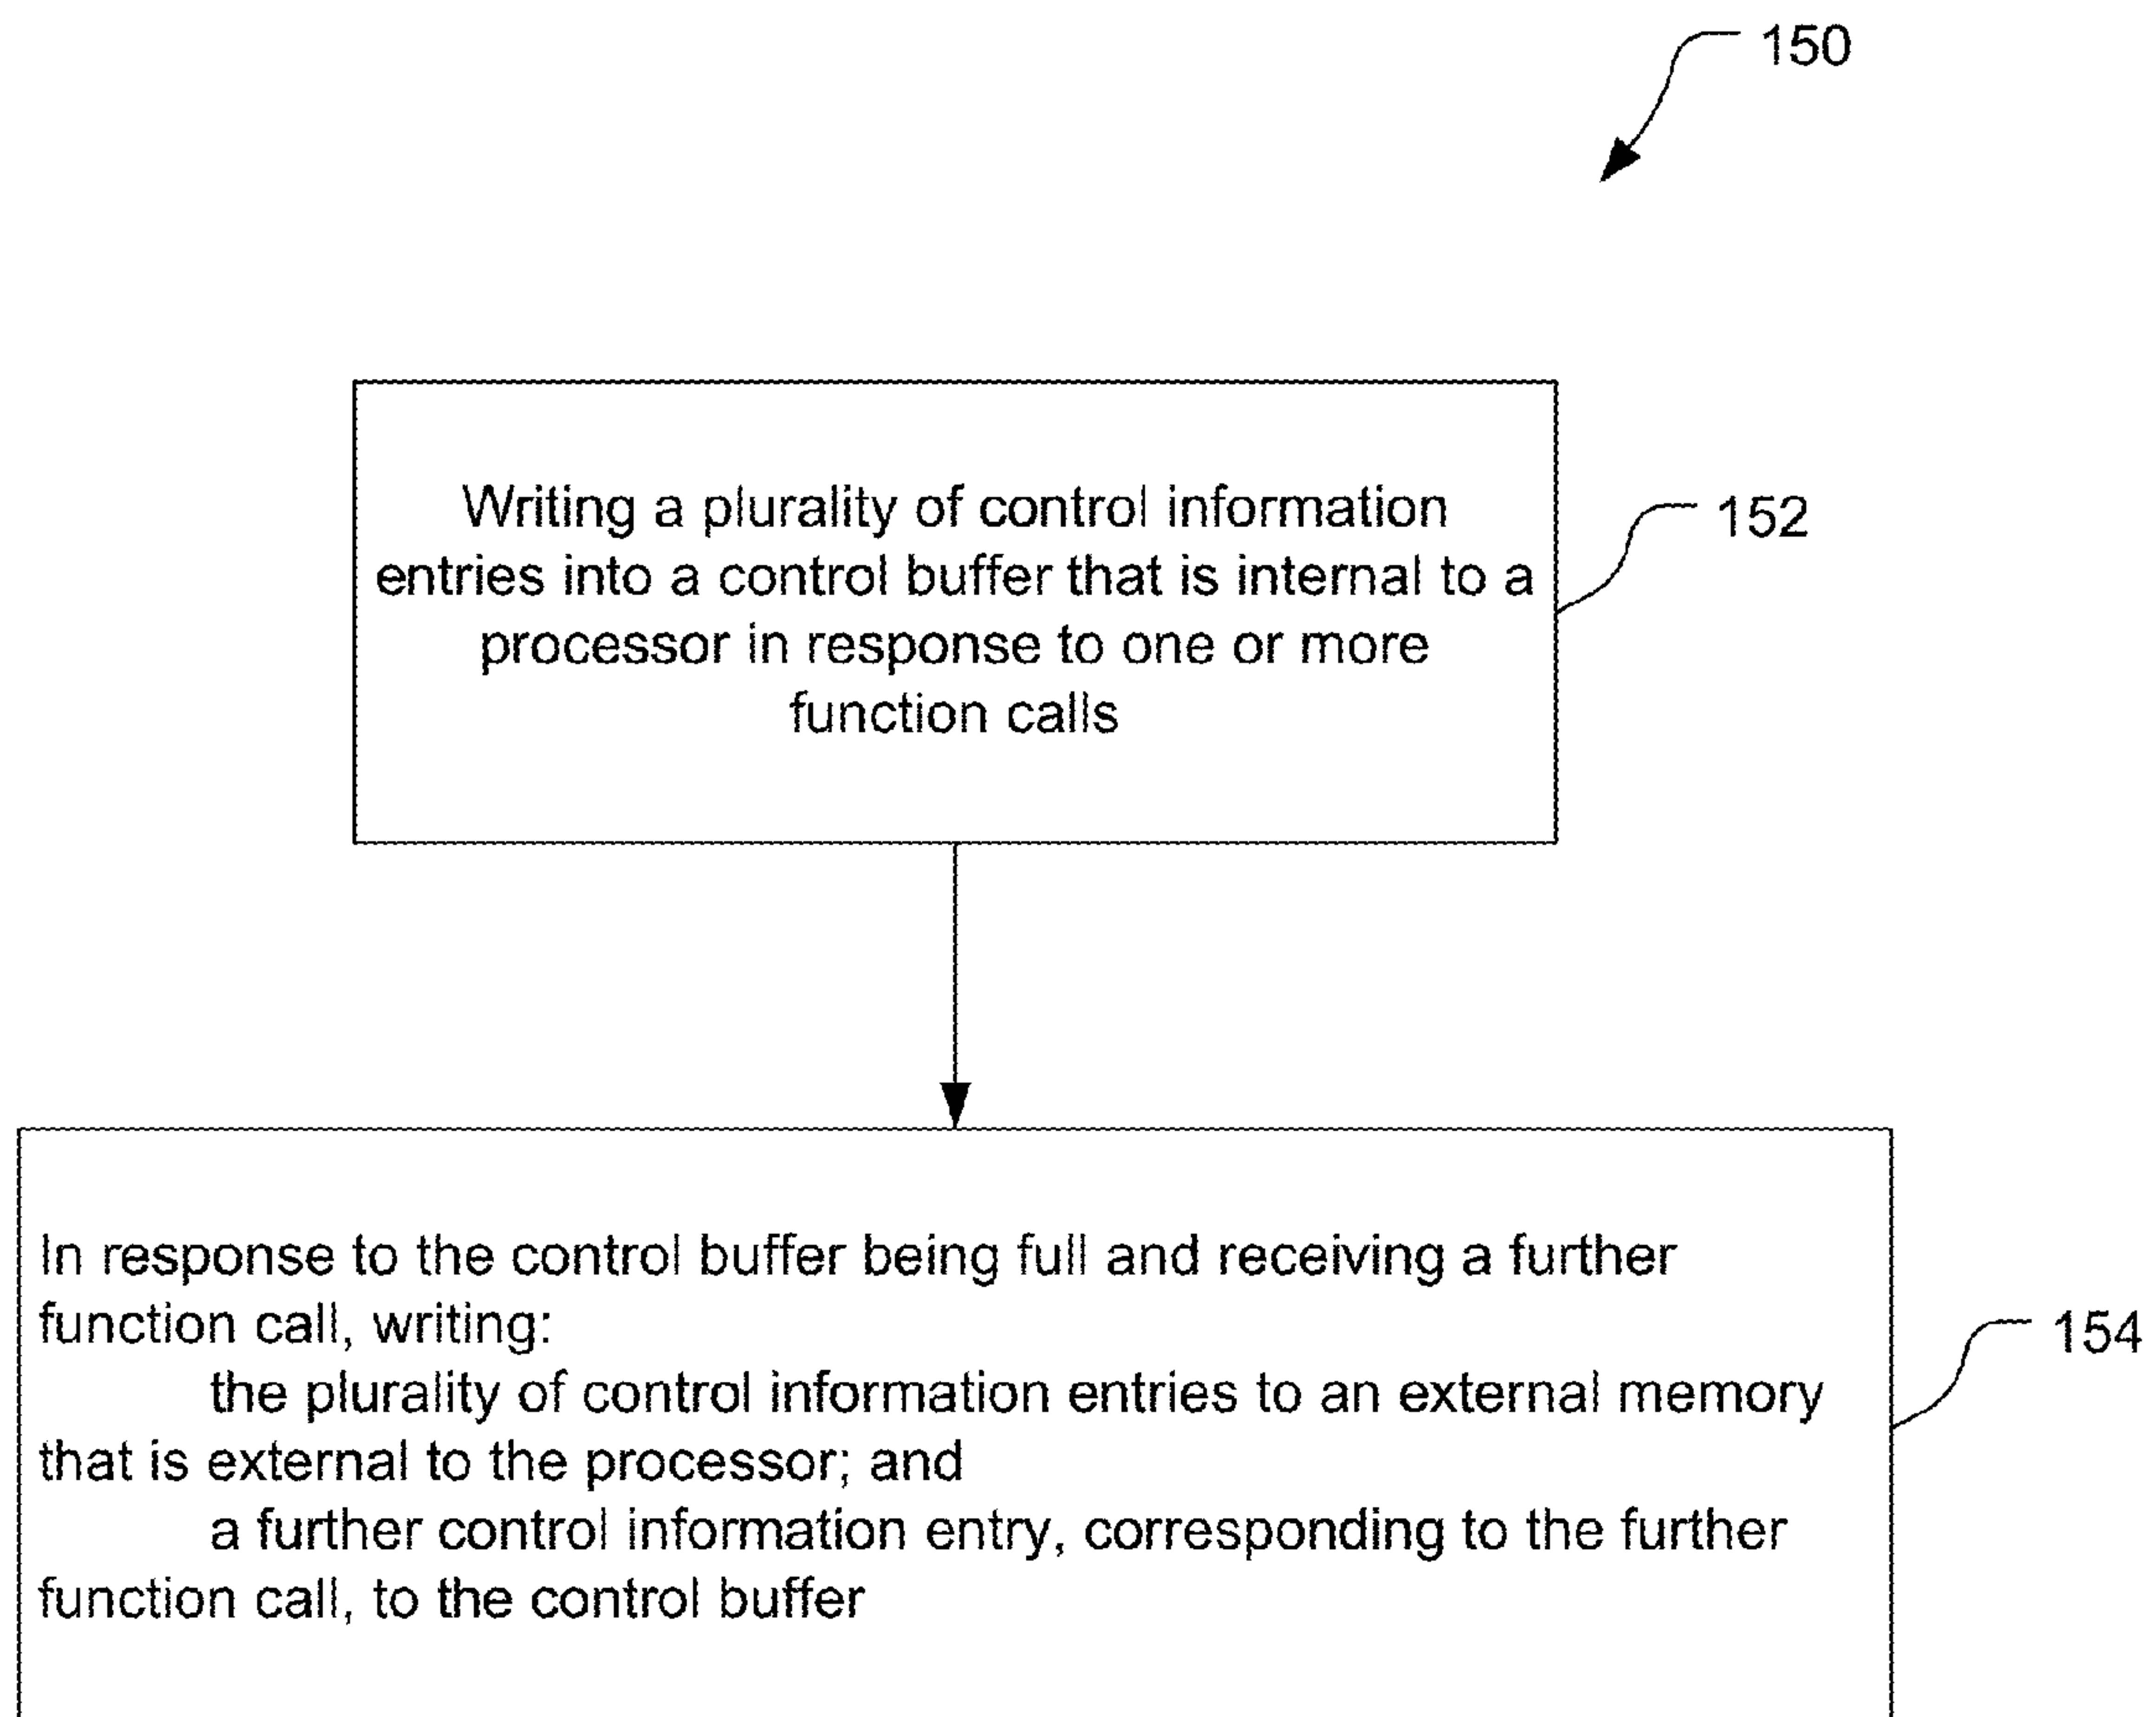 150
Writing a plurality of control information
entries into a control buffer that is internal to a
processor in response to one or more
function calls
152
In response to the control buffer being full and receiving a further
function call, writing:
the plurality of control information entries to an external memory
that is external to the processor; and
a further control information entry, corresponding to the further
function call, to the control buffer
154